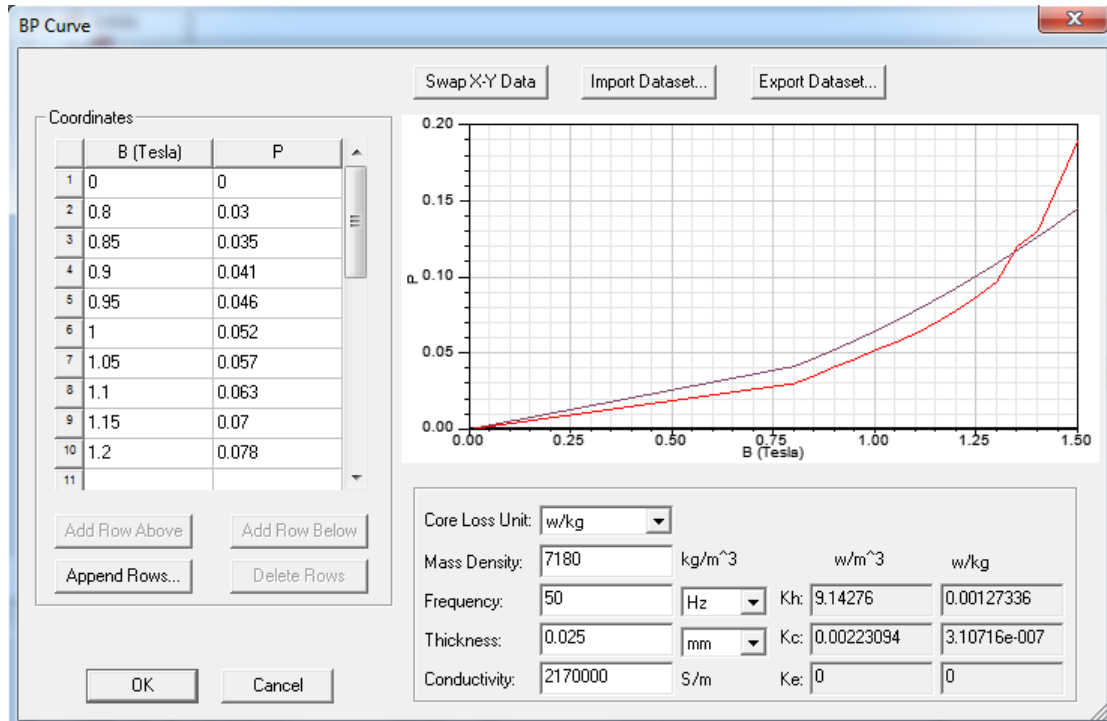 BP Curve
Swap X-Y Data Import Dataset... Export Dataset...
Coordinates
B (Tesla) P
1 0 0
2 0.8 0.03
3 0.85 0.035
4 0.9 0.041
5 0.95 0.046
6 1 0.052
7 1.05 0.057
8 1.1 0.063
9 1.15 0.07
10 1.2 0.078
11
Add Row Above Add Row Below
Append Rows... Delete Rows
OK Cancel
0.20
0.15
0.10
0.05
0.00
P
0.00 0.25 0.50 0.75 1.00 1.25 1.50
B (Tesla)
Core Loss Unit: w/kg
Mass Density: 7180 kg/m^3 w/m^3 w/kg
Frequency: 50 Hz Kh: 9.14276 0.00127336
Thickness: 0.025 mm Kc: 0.00223094 3.10716e-007
Conductivity: 2170000 S/m Ke: 0 0